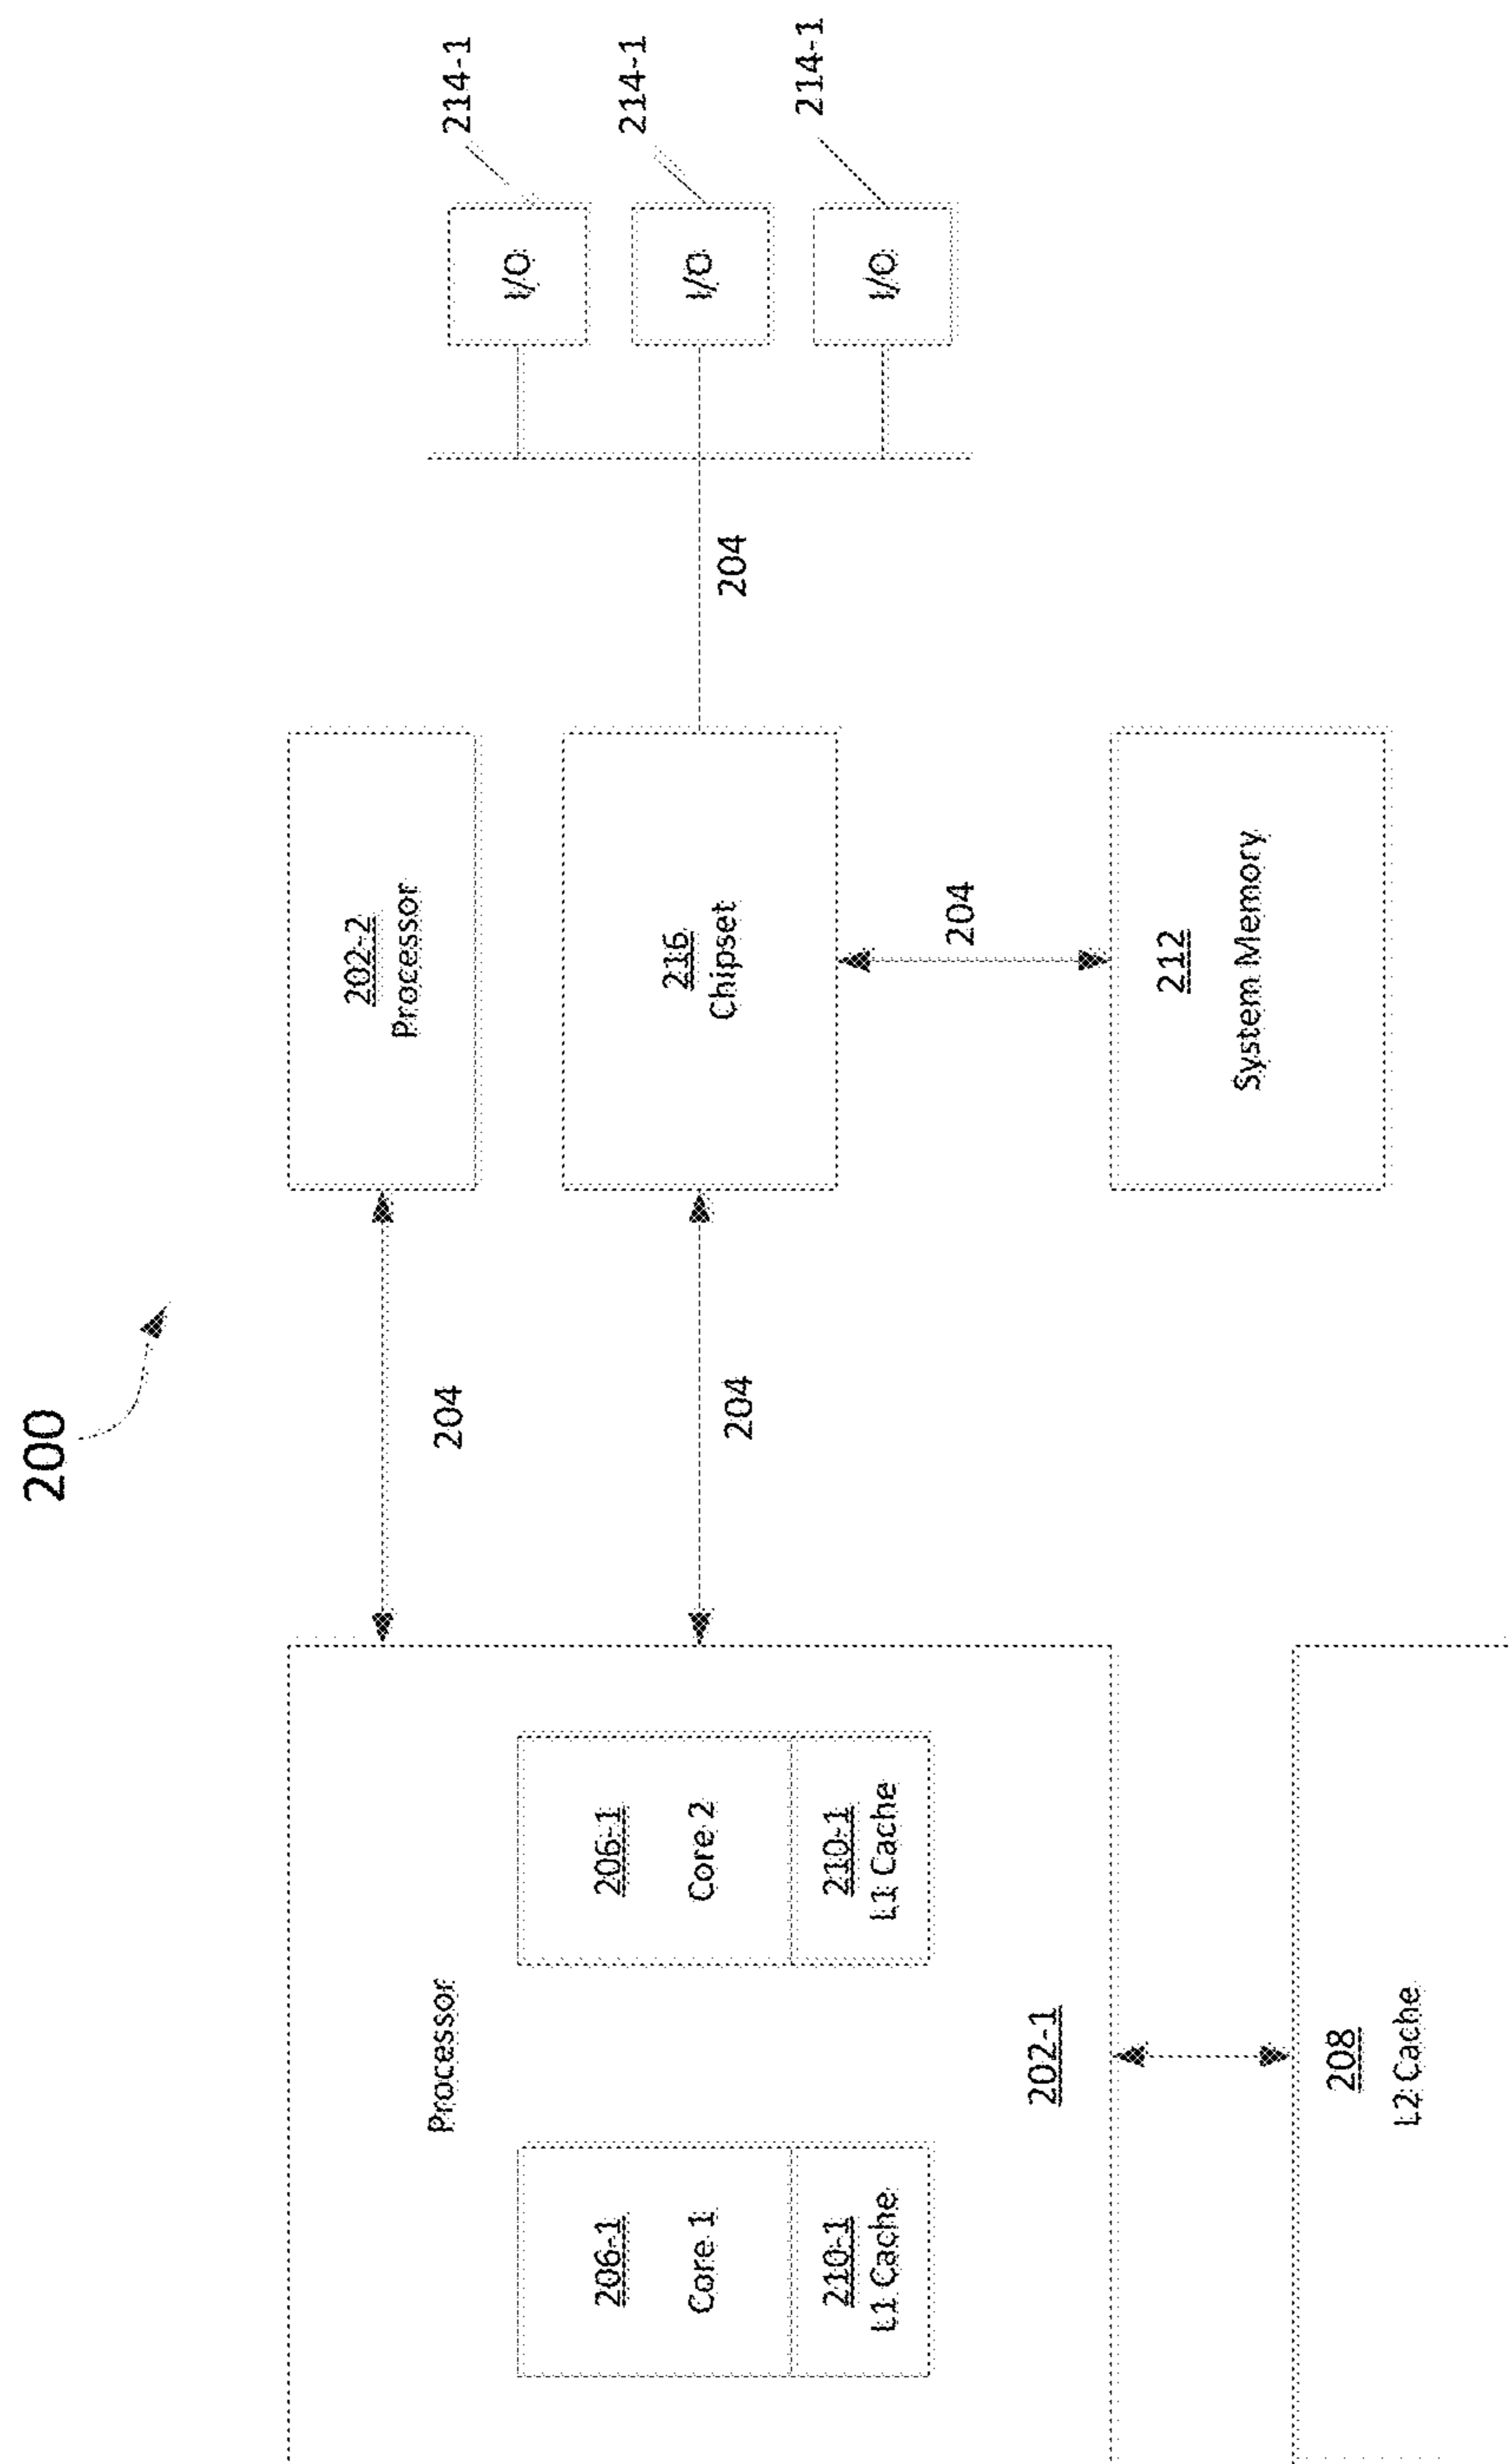 200
Processor
206-1
Core 1
210-1
L1 Cache
206-1
Core 2
210-1
L1 Cache
202-1
208
L2 Cache
204
204
202-2
Processor
216
Chipset
204
212
System Memory
204
I/O
214-1
I/O
214-1
I/O
214-1